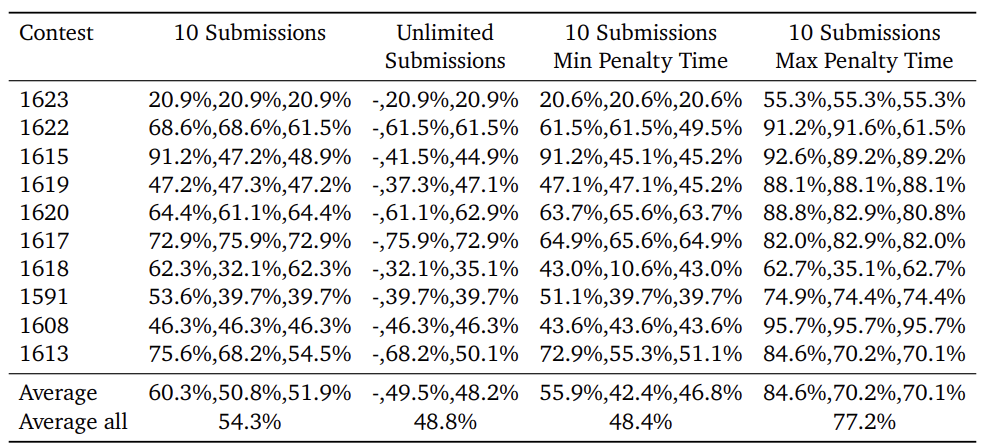 Contest 10 Submissions Unlimited Submissions 10 Submissions Min Penalty Time 10 Submissions Max Penalty Time
1623 20.9%,20.9%,20.9% -,20.9%,20.9% 20.6%,20.6%,20.6% 55.3%,55.3%,55.3%
1622 68.6%,68.6%,61.5% -,61.5%,61.5% 61.5%,61.5%,49.5% 91.2%,91.6%,61.5%
1615 91.2%,47.2%,48.9% -,41.5%,44.9% 91.2%,45.1%,45.2% 92.6%,89.2%,89.2%
1619 47.2%,47.3%,47.2% -,37.3%,47.1% 47.1%,47.1%,45.2% 88.1%,88.1%,88.1%
1620 64.4%,61.1%,64.4% -,61.1%,62.9% 63.7%,65.6%,63.7% 88.8%,82.9%,80.8%
1617 72.9%,75.9%,72.9% -,75.9%,72.9% 64.9%,65.6%,64.9% 82.0%,82.9%,82.0%
1618 62.3%,32.1%,62.3% -,32.1%,35.1% 43.0%,10.6%,43.0% 62.7%,35.1%,62.7%
1591 53.6%,39.7%,39.7% -,39.7%,39.7% 51.1%,39.7%,39.7% 74.9%,74.4%,74.4%
1608 46.3%,46.3%,46.3% -,46.3%,46.3% 43.6%,43.6%,43.6% 95.7%,95.7%,95.7%
1613 75.6%,68.2%,54.5% -,68.2%,50.1% 72.9%,55.3%,51.1% 84.6%,70.2%,70.1%
Average 60.3%,50.8%,51.9% -,49.5%,48.2% 55.9%,42.4%,46.8% 84.6%,70.2%,70.1%
Average all 54.3% 48.8% 48.4% 77.2%